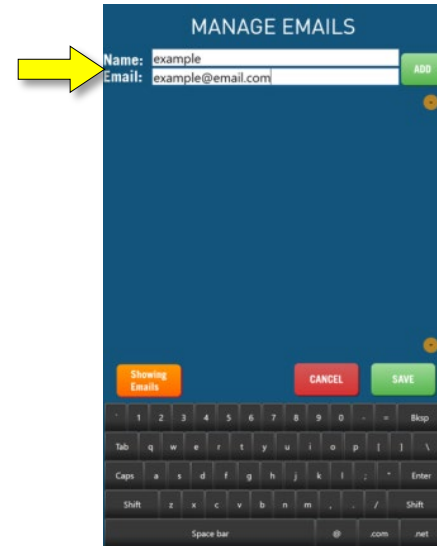 MANAGE EMAILS
Name: example
Email: example@email.com
ADD
Showing
Emails
CANCEL
SAVE
` 1 2 3 4 5 6 7 8 9 0 - = Bksp
Tab q w e r t y u i o p [ ] \
Caps a s d f g h j k l ; ' Enter
Shift z x c v b n m , . / Shift
Space bar @ .com .net